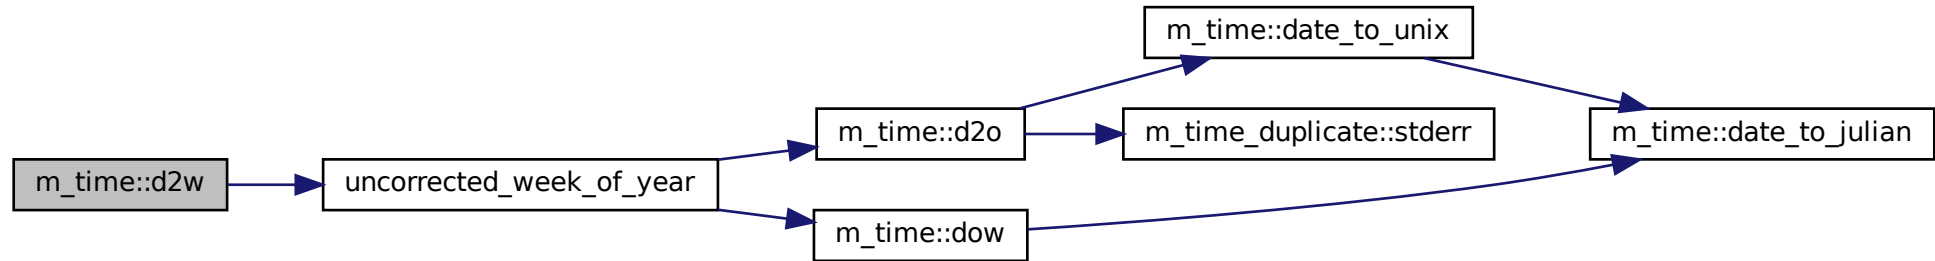 m_time::d2w
uncorrected_week_of_year
m_time::d2o
m_time::dow
m_time::date_to_unix
m_time_duplicate::stderr
m_time::date_to_julian